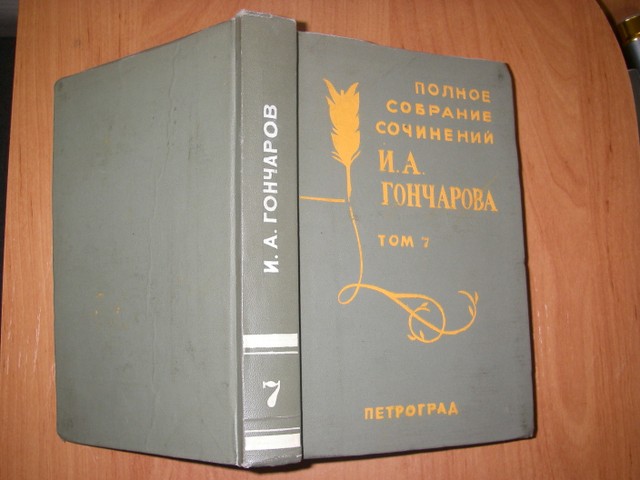 И. А. ГОНЧАРОВ
7
ПОЛНОЕ
СОБРАНИЕ
СОЧИНЕНИЙ
И.А.
ГОНЧАРОВА
ТОМ 7
ПЕТРОГРАД